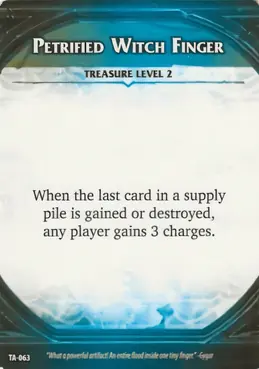 PETRIFIED WITCH FINGER
TREASURE LEVEL 2
When the last card in a supply
pile is gained or destroyed,
any player gains 3 charges.
TA-063
"What a powerful artifact! An entire flood inside one tiny finger." -Gygar